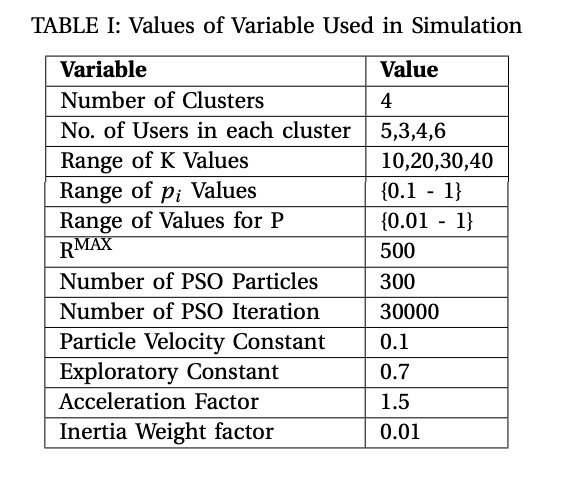 TABLE I: Values of Variable Used in Simulation
Variable Value
Number of Clusters 4
No. of Users in each cluster 5,3,4,6
Range of K Values 10,20,30,40
Range of p_i Values {0.1 - 1}
Range of Values for P {0.01 - 1}
R^MAX 500
Number of PSO Particles 300
Number of PSO Iteration 30000
Particle Velocity Constant 0.1
Exploratory Constant 0.7
Acceleration Factor 1.5
Inertia Weight factor 0.01